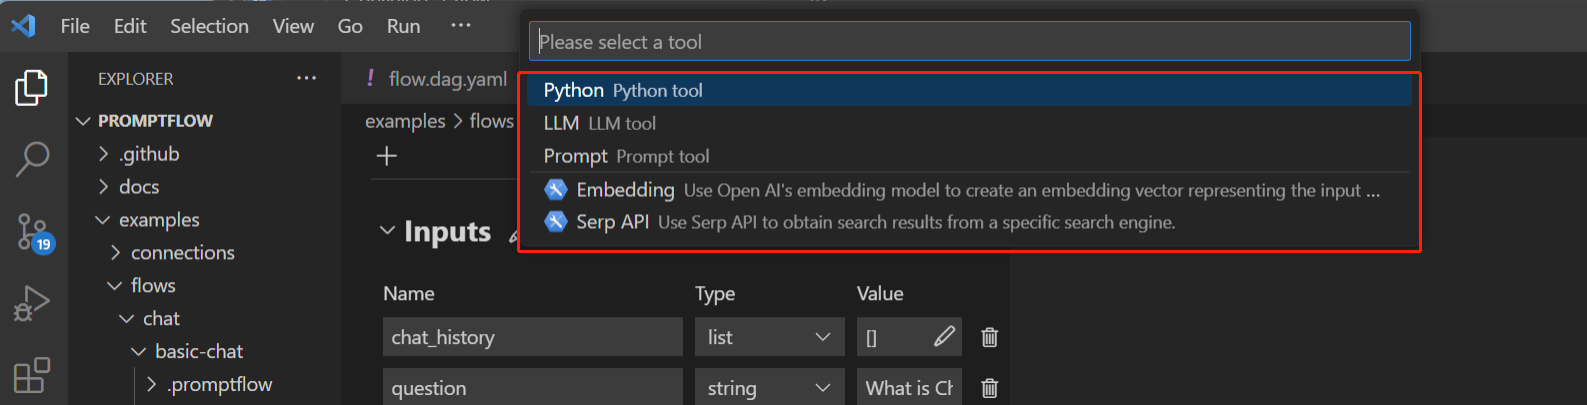 File Edit Selection View Go Run ...
Please select a tool
Python Python tool
LLM LLM tool
Prompt Prompt tool
Embedding Use Open AI's embedding model to create an embedding vector representing the input ...
Serp API Use Serp API to obtain search results from a specific search engine.
EXPLORER ...
PROMPTFLOW
.github
docs
examples
connections
flows
chat
basic-chat
.promptflow
19
! flow.dag.yaml
examples > flows
Inputs
Name Type Value
chat_history list []
question string What is Ch